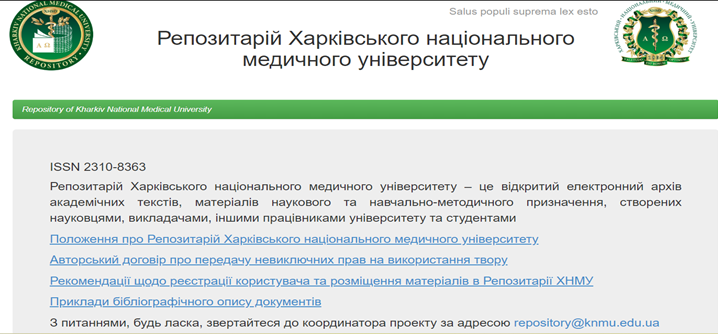 Salus populi suprema lex esto
Репозитарій Харківського національного
медичного університету
KHARKIV NATIONAL MEDICAL UNIVERSITY
REPOSITORY
ΑΩ
ΑΩ
Repository of Kharkiv National Medical University
ISSN 2310-8363
Репозитарій Харківського національного медичного університету – це відкритий електронний архів
академічних текстів, матеріалів наукового та навчально-методичного призначення, створених
науковцями, викладачами, іншими працівниками університету та студентами
Положення про Репозитарій Харківського національного медичного університету
Авторський договір про передачу невиключних прав на використання твору
Рекомендації щодо реєстрації користувача та розміщення матеріалів в Репозитарії ХНМУ
Приклади бібліографічного опису документів
З питаннями, будь ласка, звертайтеся до координатора проекту за адресою repository@knmu.edu.ua